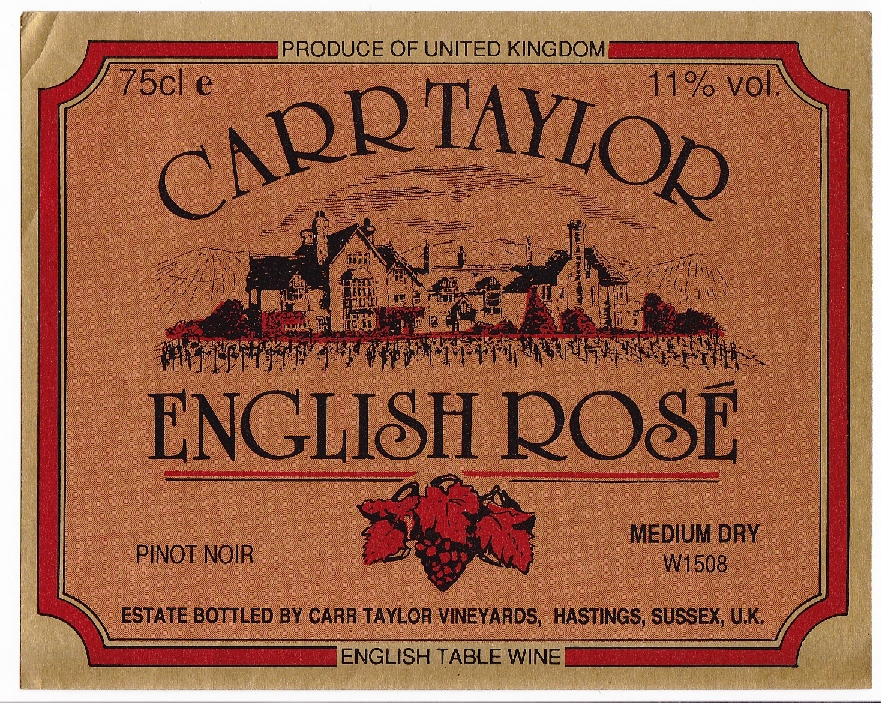 PRODUCE OF UNITED KINGDOM
75cl e 11% vol.
CARR TAYLOR
ENGLISH ROSÉ
PINOT NOIR
MEDIUM DRY
W1508
ESTATE BOTTLED BY CARR TAYLOR VINEYARDS, HASTINGS, SUSSEX, U.K.
ENGLISH TABLE WINE